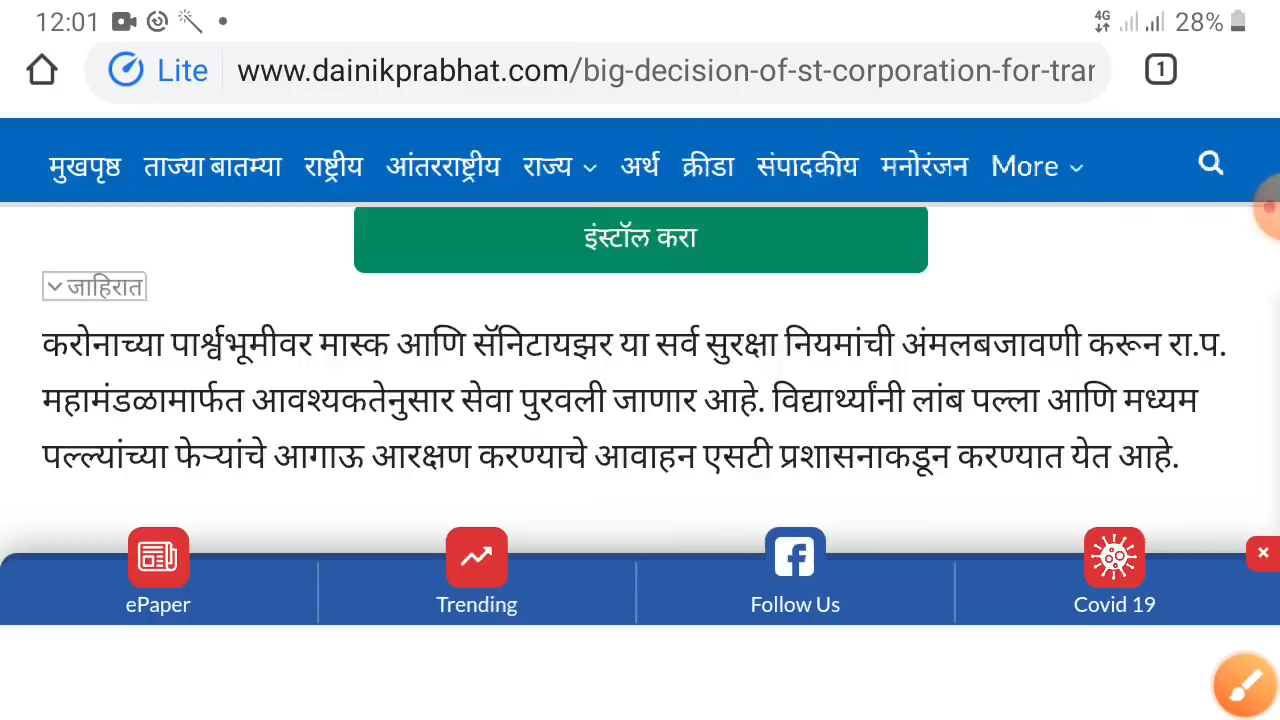 12:01 4G 28%
Lite www.dainikprabhat.com/big-decision-of-st-corporation-for-trar 1
मुखपृष्ठ ताज्या बातम्या राष्ट्रीय आंतरराष्ट्रीय राज्य अर्थ क्रीडा संपादकीय मनोरंजन More
इंस्टॉल करा
जाहिरात
करोनाच्या पार्श्वभूमीवर मास्क आणि सॅनिटायझर या सर्व सुरक्षा नियमांची अंमलबजावणी करून रा.प.
महामंडळामार्फत आवश्यकतेनुसार सेवा पुरवली जाणार आहे. विद्यार्थ्यांनी लांब पल्ला आणि मध्यम
पल्ल्यांच्या फेऱ्यांचे आगाऊ आरक्षण करण्याचे आवाहन एसटी प्रशासनाकडून करण्यात येत आहे.
ePaper Trending Follow Us Covid 19